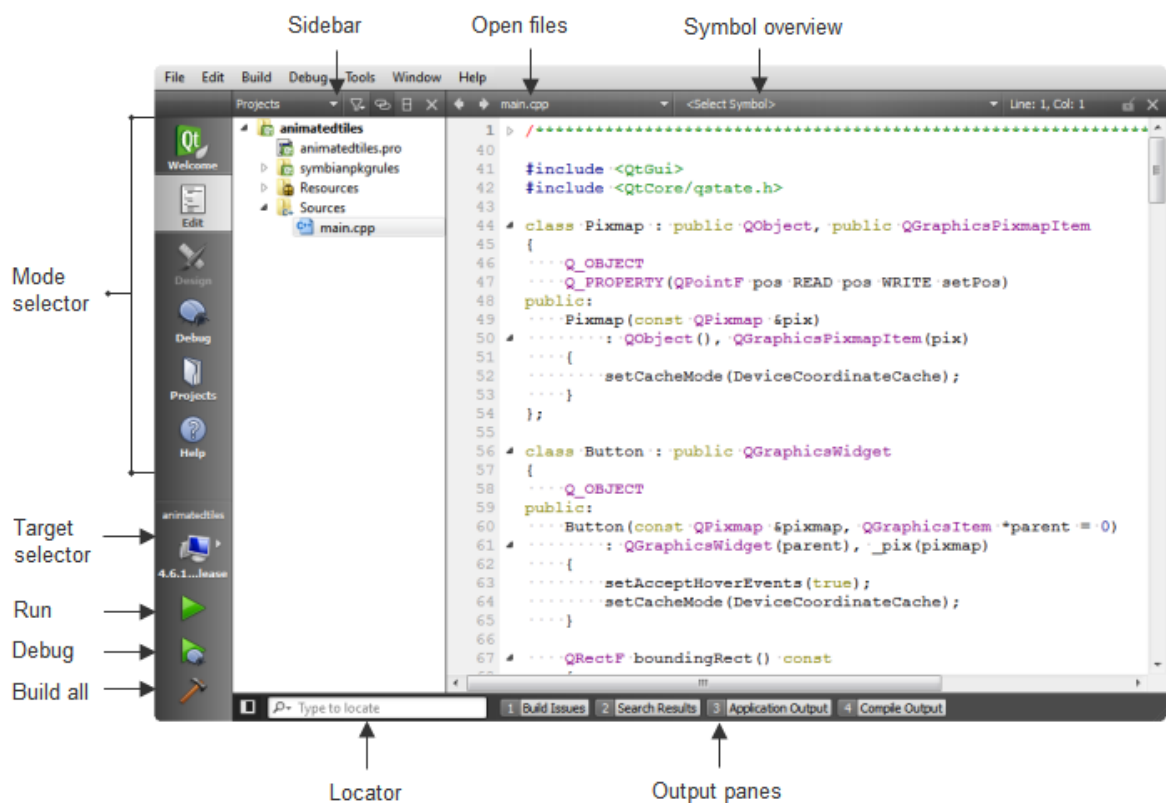 Sidebar
Open files
Symbol overview
File Edit Build Debug Tools Window Help
Projects
main.cpp
<Select Symbol>
Line: 1, Col: 1
Mode selector
Qt
Welcome
Edit
Design
Debug
Projects
Help
animatedtiles
animatedtiles.pro
symbianpkgrules
Resources
Sources
main.cpp
1 /******************************************************************************
40
41 #include <QtGui>
42 #include <QtCore/qstate.h>
43
44 class Pixmap : public QObject, public QGraphicsPixmapItem
45 {
46     Q_OBJECT
47     Q_PROPERTY(QPointF pos READ pos WRITE setPos)
48 public:
49     Pixmap(const QPixmap &pix)
50         : QObject(), QGraphicsPixmapItem(pix)
51     {
52         setCacheMode(DeviceCoordinateCache);
53     }
54 };
55
56 class Button : public QGraphicsWidget
57 {
58     Q_OBJECT
59 public:
60     Button(const QPixmap &pixmap, QGraphicsItem *parent = 0)
61         : QGraphicsWidget(parent), _pix(pixmap)
62     {
63         setAcceptHoverEvents(true);
64         setCacheMode(DeviceCoordinateCache);
65     }
66
67     QRectF boundingRect() const
Target selector
animatedtiles
4.6.1...lease
Run
Debug
Build all
Type to locate
1 Build Issues 2 Search Results 3 Application Output 4 Compile Output
Locator
Output panes